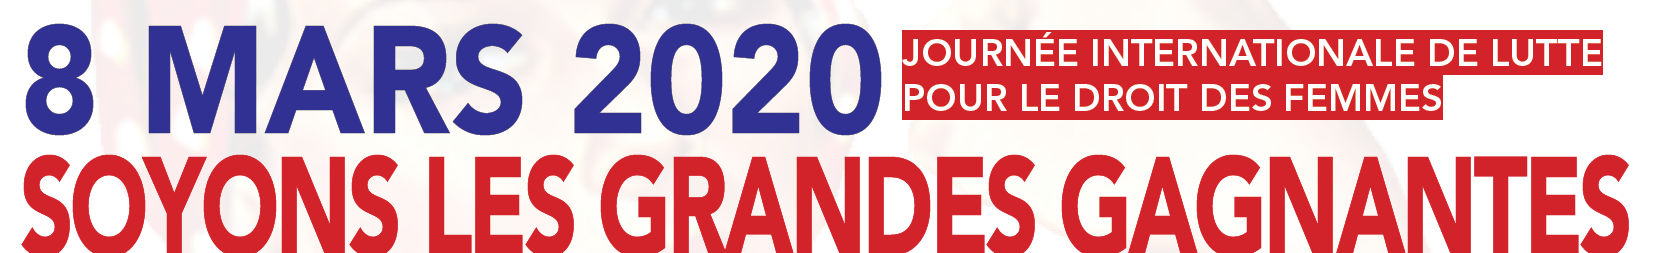 8 MARS 2020
JOURNÉE INTERNATIONALE DE LUTTE
POUR LE DROIT DES FEMMES
SOYONS LES GRANDES GAGNANTES